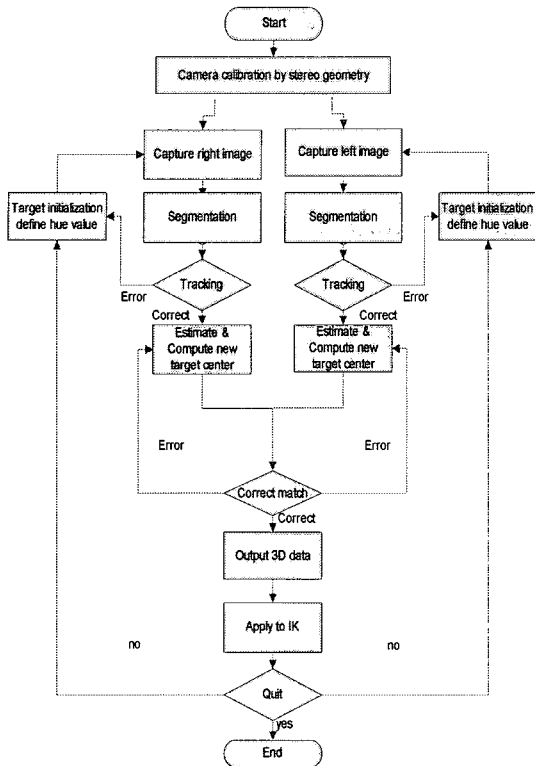 Start
Camera calibration by stereo geometry
Capture right image
Capture left image
Target initialization
define hue value
Segmentation
Segmentation
Target initialization
define hue value
Tracking
Tracking
Error
Error
Correct
Correct
Estimate &
Compute new
target center
Estimate &
Compute new
target center
Error
Error
Correct match
Correct
Output 3D data
Apply to IK
no
no
Quit
yes
End